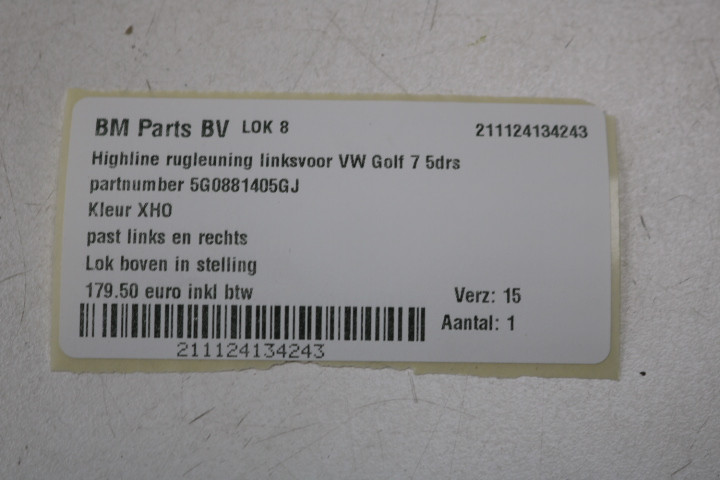 BM Parts BV LOK 8 211124134243
Highline rugleuning linksvoor VW Golf 7 5drs
partnumber 5G0881405GJ
Kleur XHO
past links en rechts
Lok boven in stelling
179.50 euro inkl btw Verz: 15
Aantal: 1
211124134243